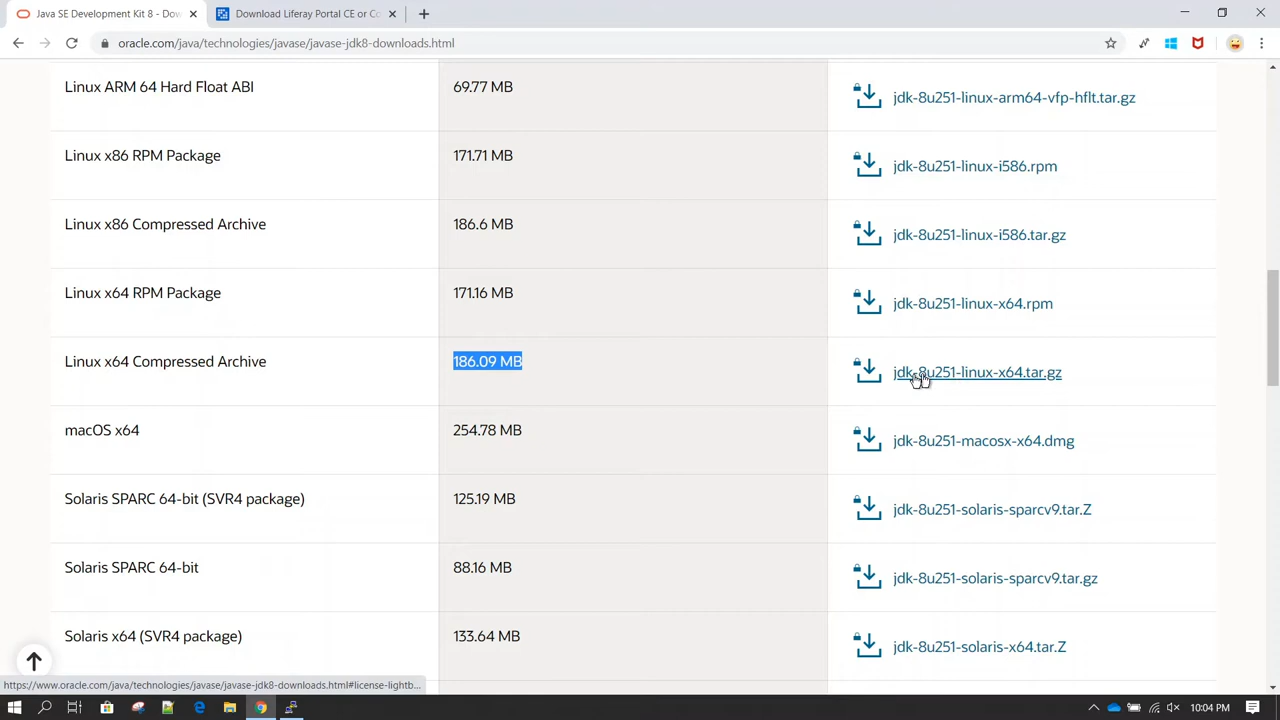 Java SE Development Kit 8 - Dow
Download Liferay Portal CE or Co
oracle.com/java/technologies/javase/javase-jdk8-downloads.html
Linux ARM 64 Hard Float ABI
69.77 MB
jdk-8u251-linux-arm64-vfp-hflt.tar.gz
Linux x86 RPM Package
171.71 MB
jdk-8u251-linux-i586.rpm
Linux x86 Compressed Archive
186.6 MB
jdk-8u251-linux-i586.tar.gz
Linux x64 RPM Package
171.16 MB
jdk-8u251-linux-x64.rpm
Linux x64 Compressed Archive
186.09 MB
jdk-8u251-linux-x64.tar.gz
macOS x64
254.78 MB
jdk-8u251-macosx-x64.dmg
Solaris SPARC 64-bit (SVR4 package)
125.19 MB
jdk-8u251-solaris-sparcv9.tar.Z
Solaris SPARC 64-bit
88.16 MB
jdk-8u251-solaris-sparcv9.tar.gz
Solaris x64 (SVR4 package)
133.64 MB
jdk-8u251-solaris-x64.tar.Z
https://www.oracle.com/java/technologies/javase/javase-jdk8-downloads.html#license-lightb...
10:04 PM